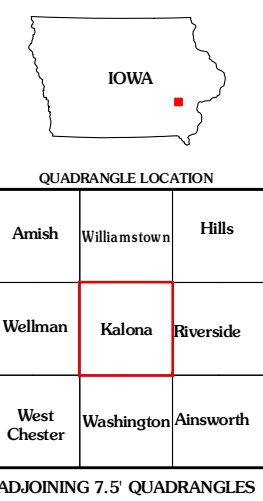 IOWA
QUADRANGLE LOCATION
Amish Williamstown Hills
Wellman Kalona Riverside
West Chester Washington Ainsworth
ADJOINING 7.5' QUADRANGLES